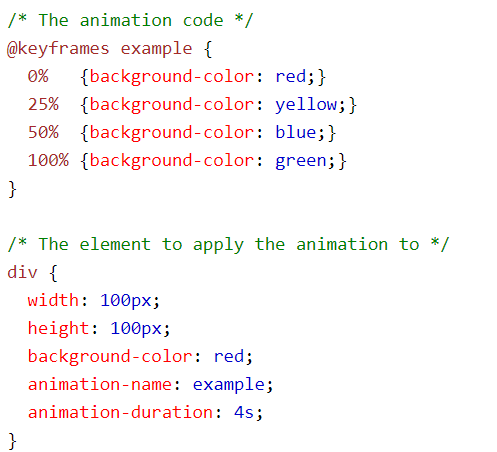 /* The animation code */
@keyframes example {
  0%   {background-color: red;}
  25%  {background-color: yellow;}
  50%  {background-color: blue;}
  100% {background-color: green;}
}

/* The element to apply the animation to */
div {
  width: 100px;
  height: 100px;
  background-color: red;
  animation-name: example;
  animation-duration: 4s;
}